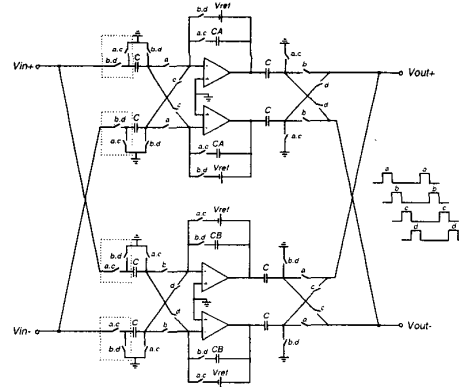 b.d Vref
a.c CA
a.c b.d
Vin+ b.d C a C b Vout+
c d
c d
b.d C a C b
a.c b.d a.c
a.c CA
b.d Vref
a a
b b
c c
d d
a.c Vref
b.d CB
b.d a.c b.d
a.c C b C a
d c
d c
Vin- a.c C b C a Vout-
b.d a.c b.d
b.d CB
a.c Vref